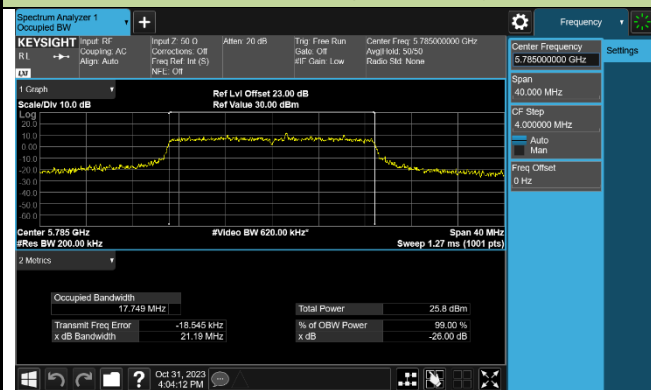 Spectrum Analyzer 1
Occupied BW
+
Frequency
KEYSIGHT
Input: RF
Input Z: 50 Ω
Atten: 20 dB
Trig: Free Run
Center Freq: 5.785000000 GHz
RL
Coupling: AC
Corrections: Off
Gate: Off
Avg|Hold: 50/50
Align: Auto
Freq Ref: Int (S)
#IF Gain: Low
Radio Std: None
LXI
NFE: Off
Center Frequency
5.785000000 GHz
Settings
Span
40.000 MHz
CF Step
4.000000 MHz
Auto
Man
Freq Offset
0 Hz
1 Graph
Scale/Div 10.0 dB
Ref Lvl Offset 23.00 dB
Ref Value 30.00 dBm
Log
20.0
10.0
0.00
-10.0
-20.0
-30.0
-40.0
-50.0
-60.0
Center 5.785 GHz
#Video BW 620.00 kHz*
Span 40 MHz
#Res BW 200.00 kHz
Sweep 1.27 ms (1001 pts)
2 Metrics
Occupied Bandwidth
17.749 MHz
Total Power
25.8 dBm
Transmit Freq Error
-18.545 kHz
% of OBW Power
99.00 %
x dB Bandwidth
21.19 MHz
x dB
-26.00 dB
?
Oct 31, 2023
4:04:12 PM